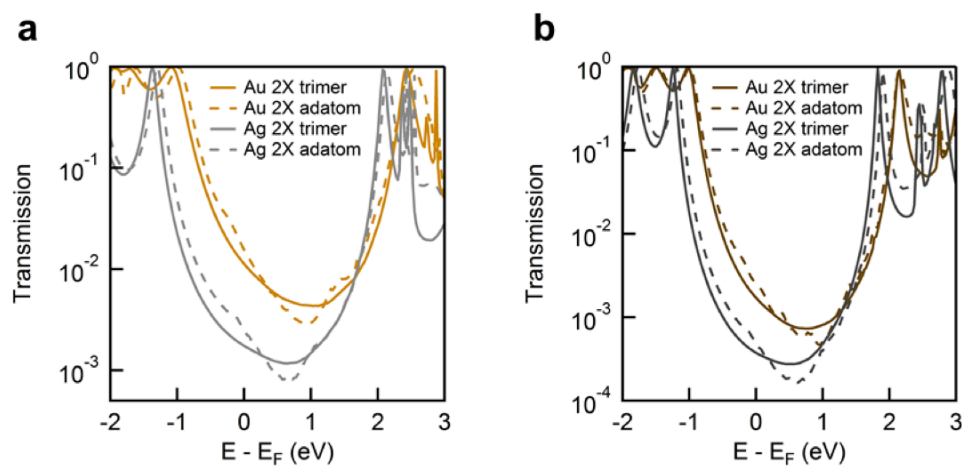 a
Transmission
10^0
10^-1
10^-2
10^-3
Au 2X trimer
Au 2X adatom
Ag 2X trimer
Ag 2X adatom
-2 -1 0 1 2 3
E - E_F (eV)
b
Transmission
10^0
10^-1
10^-2
10^-3
10^-4
Au 2X trimer
Au 2X adatom
Ag 2X trimer
Ag 2X adatom
-2 -1 0 1 2 3
E - E_F (eV)